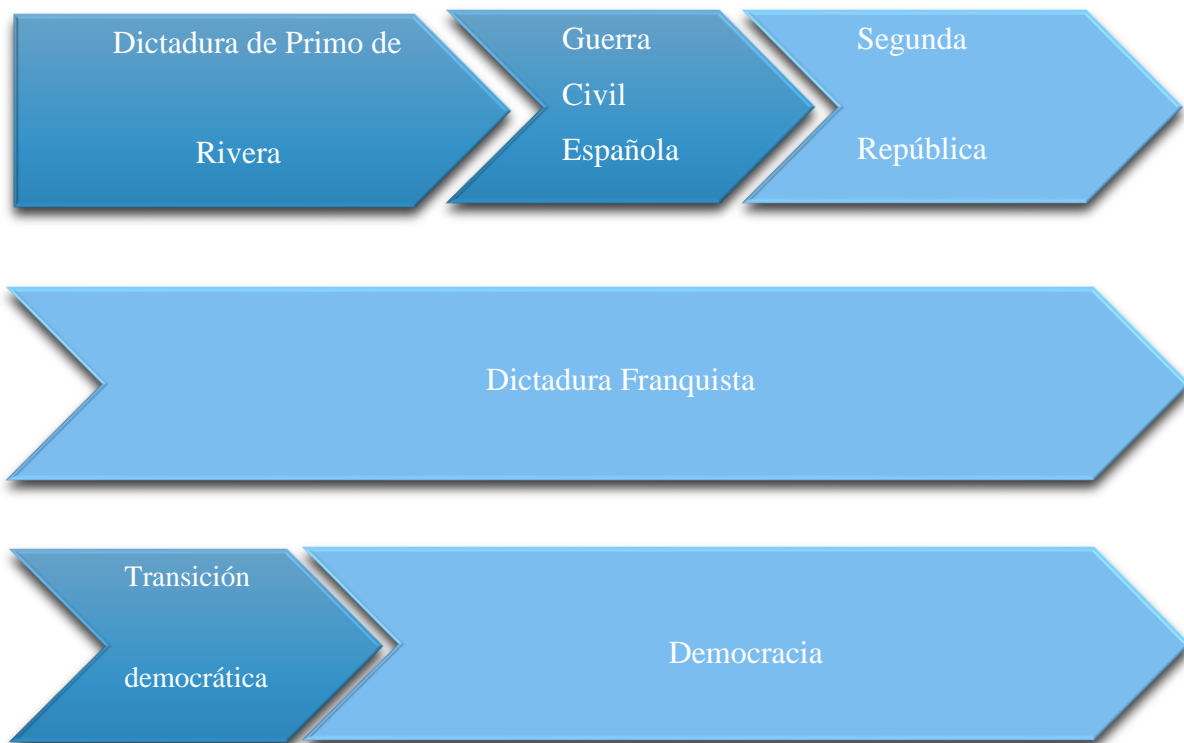 Dictadura de Primo de
Rivera
Guerra
Civil
Española
Segunda
República
Dictadura Franquista
Transición
democrática
Democracia